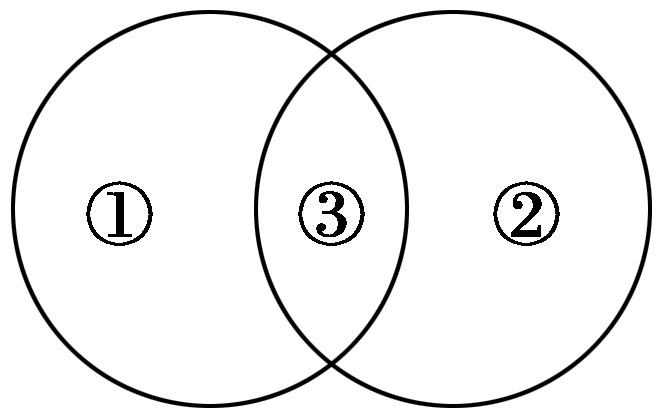 ① ③ ②